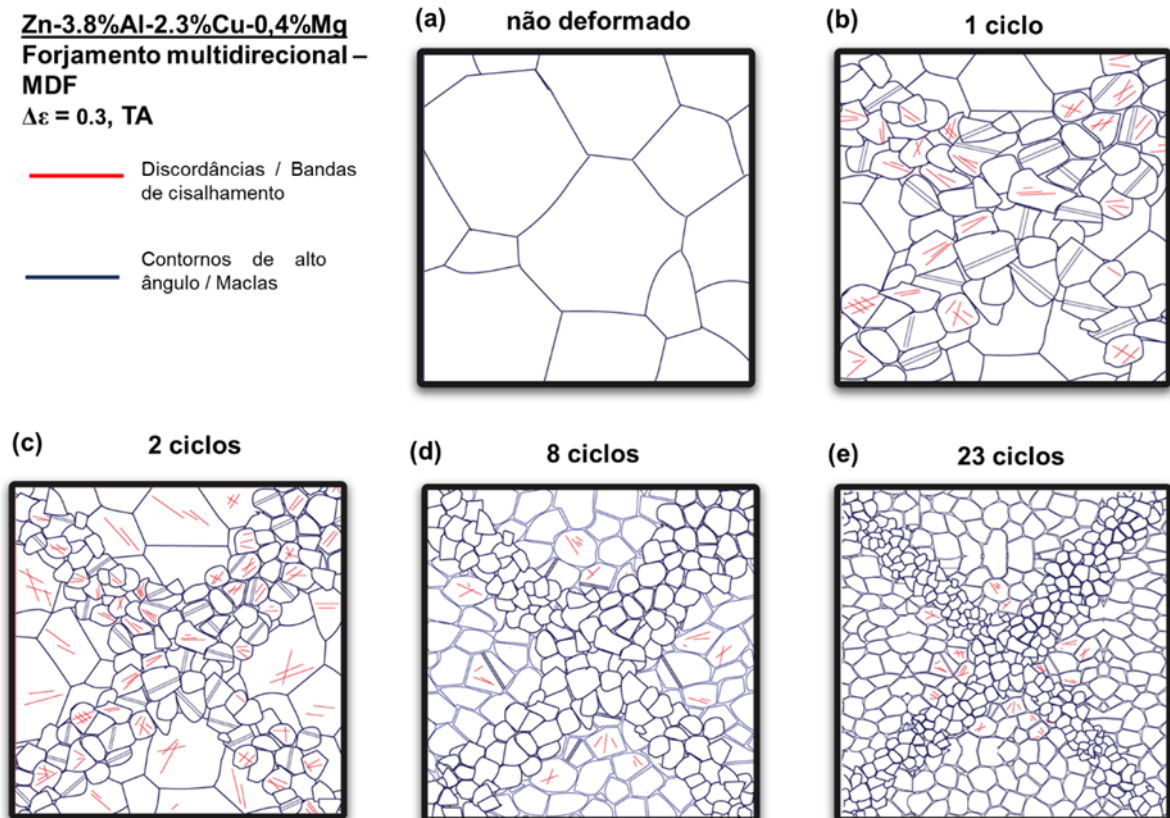 Zn-3.8%Al-2.3%Cu-0,4%Mg
Forjamento multidirecional –
MDF
Δε = 0.3, TA
Discordâncias / Bandas
de cisalhamento
Contornos de alto
ângulo / Maclas
(a) não deformado
(b) 1 ciclo
(c) 2 ciclos
(d) 8 ciclos
(e) 23 ciclos